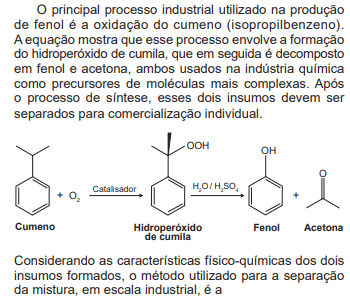 O principal processo industrial utilizado na produção
de fenol é a oxidação do cumeno (isopropilbenzeno).
A equação mostra que esse processo envolve a formação
do hidroperóxido de cumila, que em seguida é decomposto
em fenol e acetona, ambos usados na indústria química
como precursores de moléculas mais complexas. Após
o processo de síntese, esses dois insumos devem ser
separados para comercialização individual.
OOH
OH
O
+ O₂
Catalisador
H₂O / H₂SO₄
+
Cumeno
Hidroperóxido
de cumila
Fenol
Acetona
Considerando as características físico-químicas dos dois
insumos formados, o método utilizado para a separação
da mistura, em escala industrial, é a